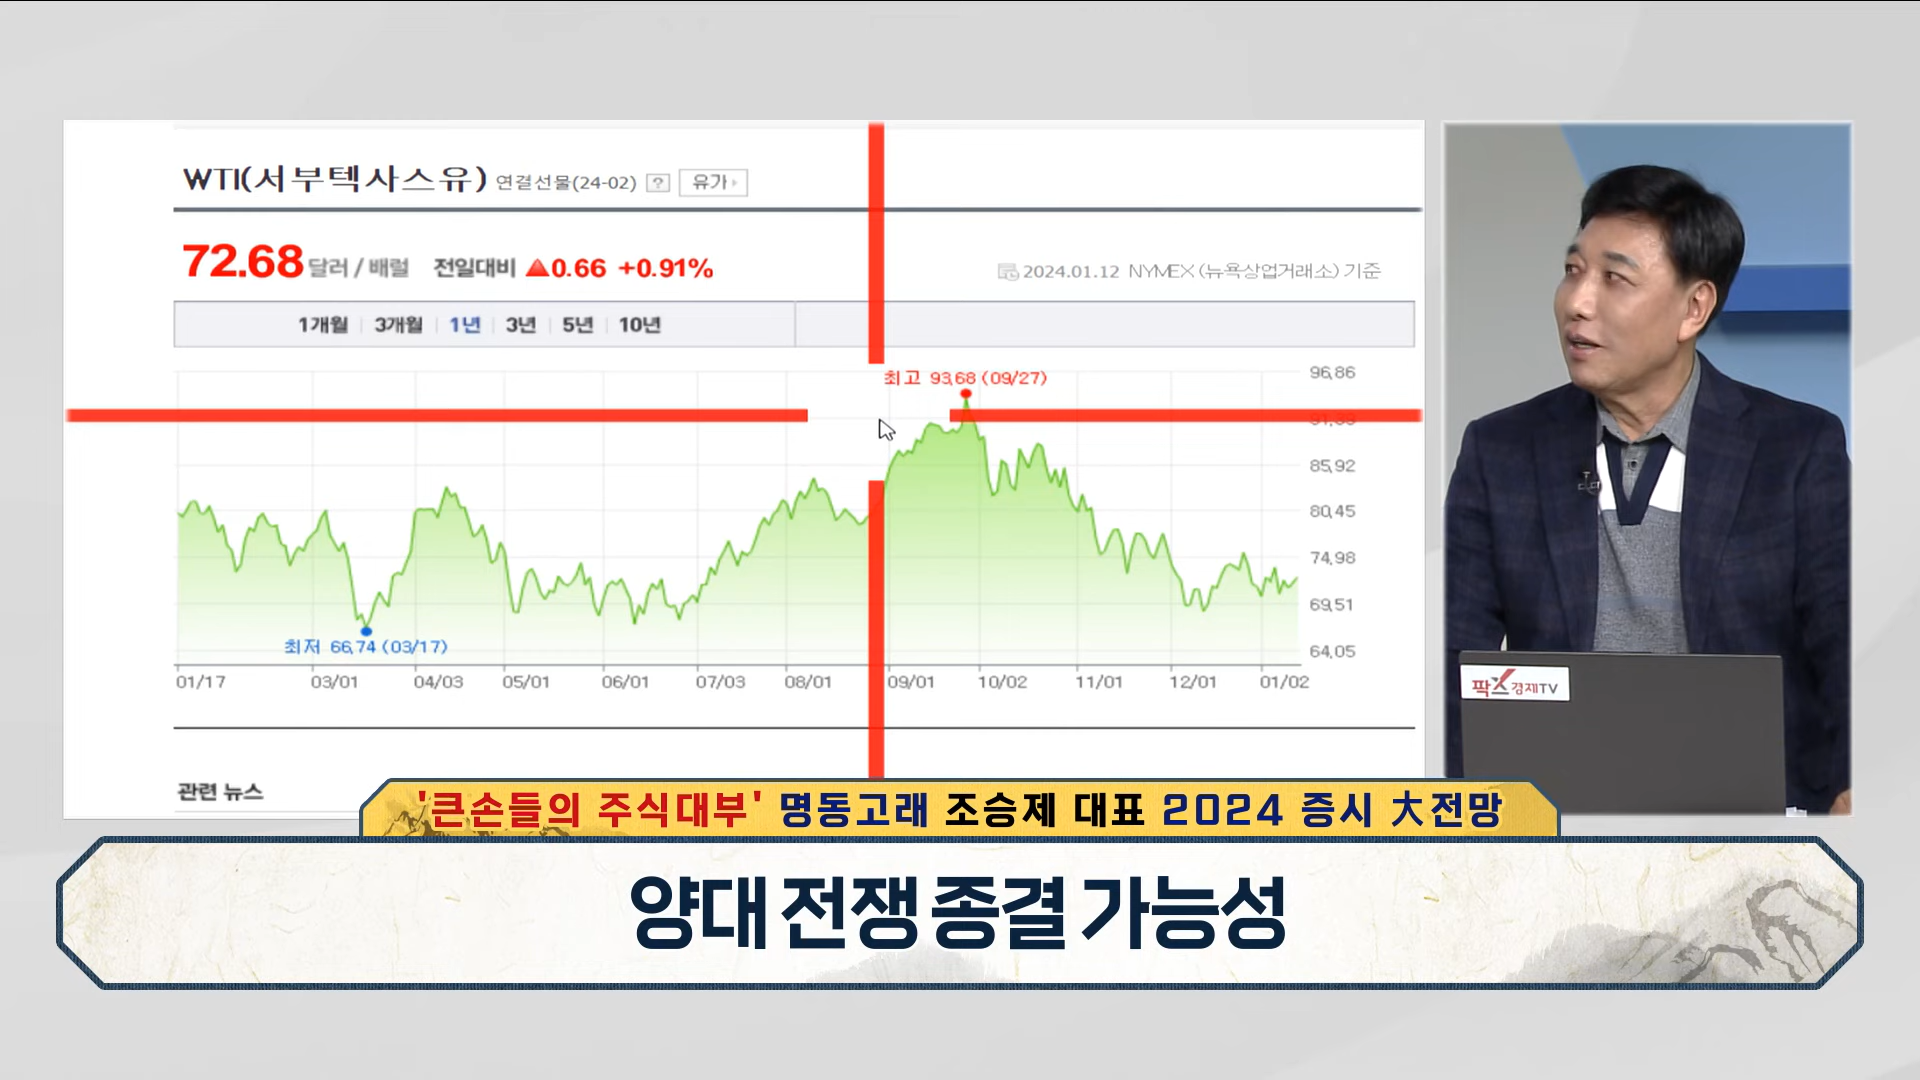 WTI(서부텍사스유) 연결선물(24-02) ? 유가
72.68 달러 / 배럴 전일대비 ▲0.66 +0.91%
2024.01.12 NYMEX (뉴욕상업거래소) 기준
1개월 3개월 1년 3년 5년 10년
최고 93,68 (09/27)
96,86
91,39
85,92
80,45
74,98
69,51
64,05
최저 66,74 (03/17)
01/17 03/01 04/03 05/01 06/01 07/03 08/01 09/01 10/02 11/01 12/01 01/02
관련 뉴스
팍스경제TV
'큰손들의 주식대부' 명동고래 조승제 대표 2024 증시 大전망
양대 전쟁 종결 가능성